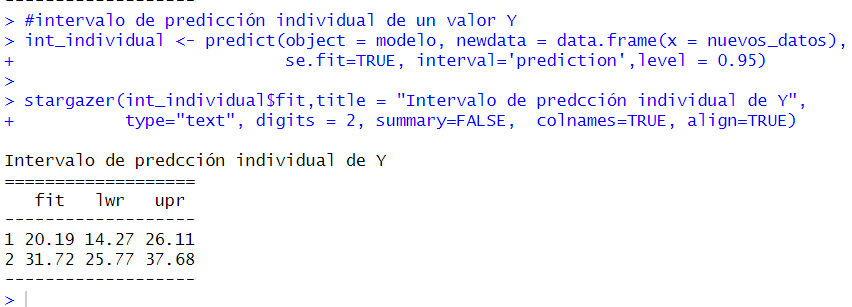 -------------------
> #intervalo de predicción individual de un valor Y
> int_individual <- predict(object = modelo, newdata = data.frame(x = nuevos_datos),
+                           se.fit=TRUE, interval='prediction',level = 0.95)
>
> stargazer(int_individual$fit,title = "Intervalo de predcción individual de Y",
+           type="text", digits = 2, summary=FALSE,  colnames=TRUE, align=TRUE)

Intervalo de predcción individual de Y
===================
   fit   lwr   upr
-------------------
1 20.19 14.27 26.11
2 31.72 25.77 37.68
-------------------
>